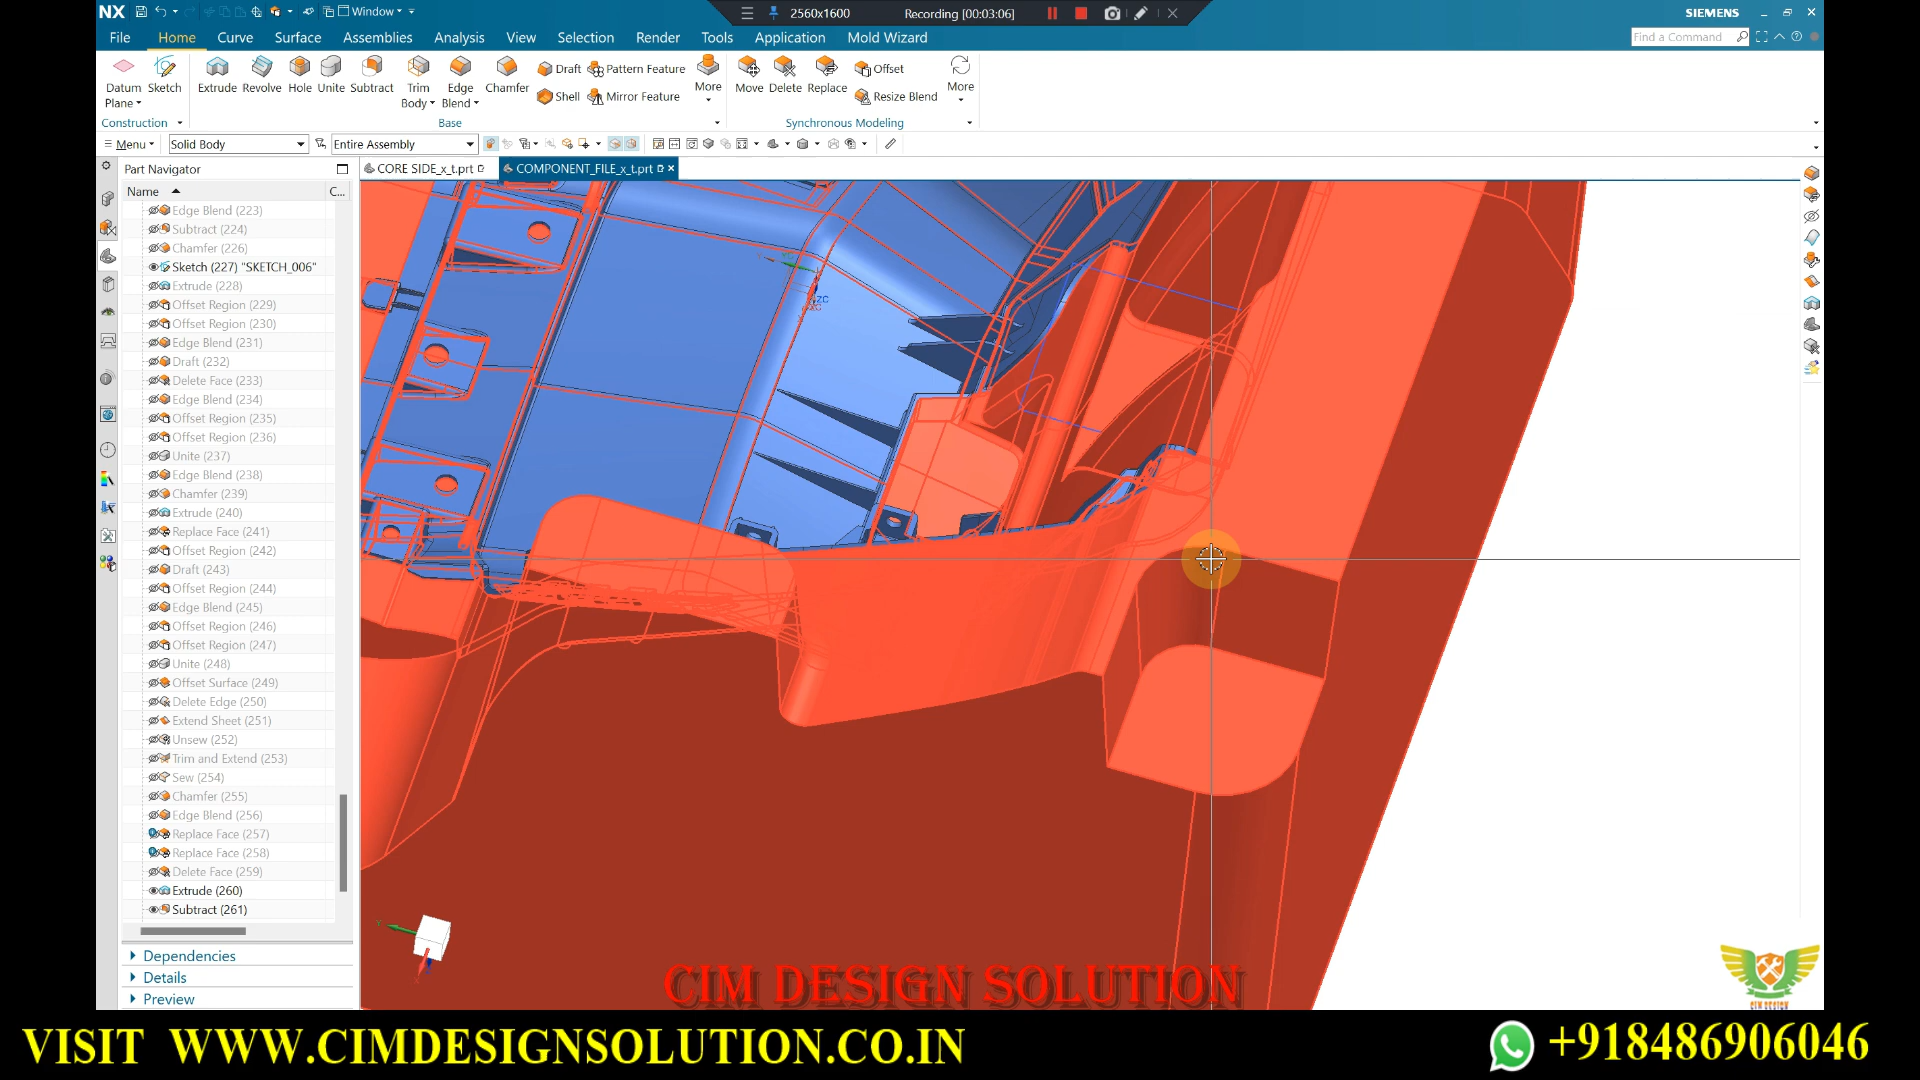 NX
Window
2560x1600
Recording [00:03:06]
SIEMENS
File Home Curve Surface Assemblies Analysis View Selection Render Tools Application Mold Wizard
Find a Command
Datum Plane
Sketch
Extrude
Revolve
Hole
Unite
Subtract
Trim Body
Edge Blend
Chamfer
Draft
Shell
Pattern Feature
Mirror Feature
More
Move
Delete
Replace
Offset
Resize Blend
More
Construction
Base
Synchronous Modeling
Menu
Solid Body
Entire Assembly
Part Navigator
CORE SIDE_x_t.prt
COMPONENT_FILE_x_t.prt
Name
C...
Edge Blend (223)
Subtract (224)
Chamfer (226)
Sketch (227) "SKETCH_006"
Extrude (228)
Offset Region (229)
Offset Region (230)
Edge Blend (231)
Draft (232)
Delete Face (233)
Edge Blend (234)
Offset Region (235)
Offset Region (236)
Unite (237)
Edge Blend (238)
Chamfer (239)
Extrude (240)
Replace Face (241)
Offset Region (242)
Draft (243)
Offset Region (244)
Edge Blend (245)
Offset Region (246)
Offset Region (247)
Unite (248)
Offset Surface (249)
Delete Edge (250)
Extend Sheet (251)
Unsew (252)
Trim and Extend (253)
Sew (254)
Chamfer (255)
Edge Blend (256)
Replace Face (257)
Replace Face (258)
Delete Face (259)
Extrude (260)
Subtract (261)
Dependencies
Details
Preview
ZC
CIM DESIGN SOLUTION
VISIT WWW.CIMDESIGNSOLUTION.CO.IN
+918486906046